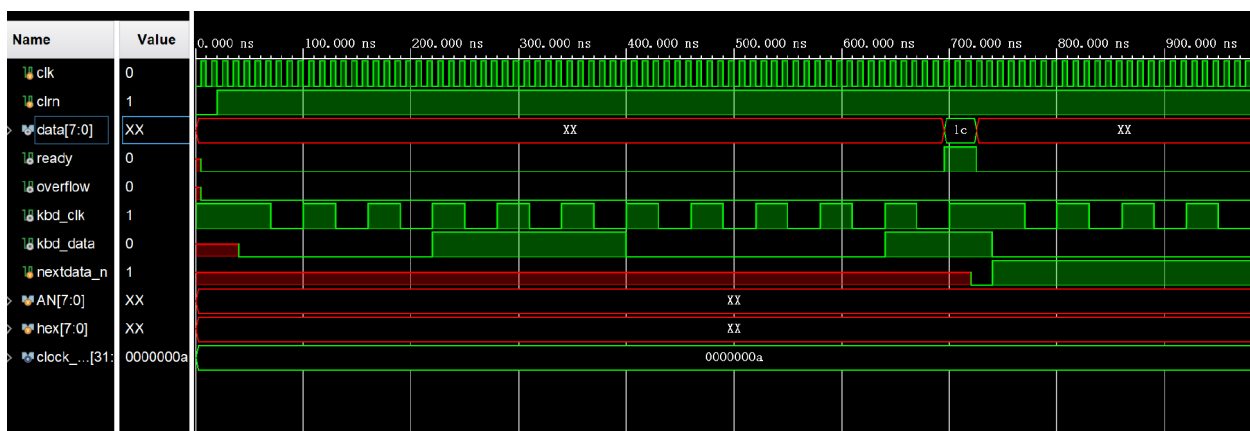 Name Value
0.000 ns 100.000 ns 200.000 ns 300.000 ns 400.000 ns 500.000 ns 600.000 ns 700.000 ns 800.000 ns 900.000 ns
clk 0
clrn 1
data[7:0] XX XX 1c XX
ready 0
overflow 0
kbd_clk 1
kbd_data 0
nextdata_n 1
AN[7:0] XX XX
hex[7:0] XX XX
clock_...[31: 0000000a 0000000a